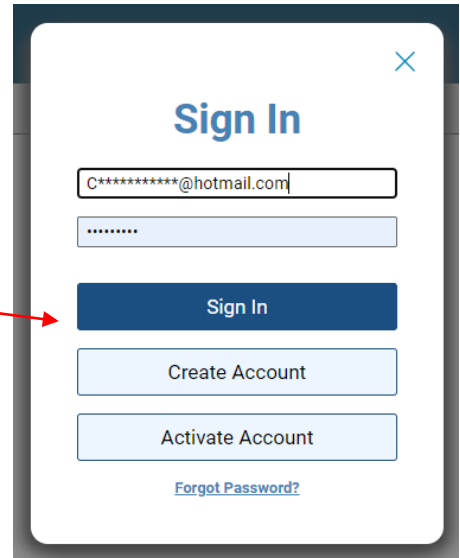 Sign In
C***********@hotmail.com
•••••••••
Sign In
Create Account
Activate Account
Forgot Password?